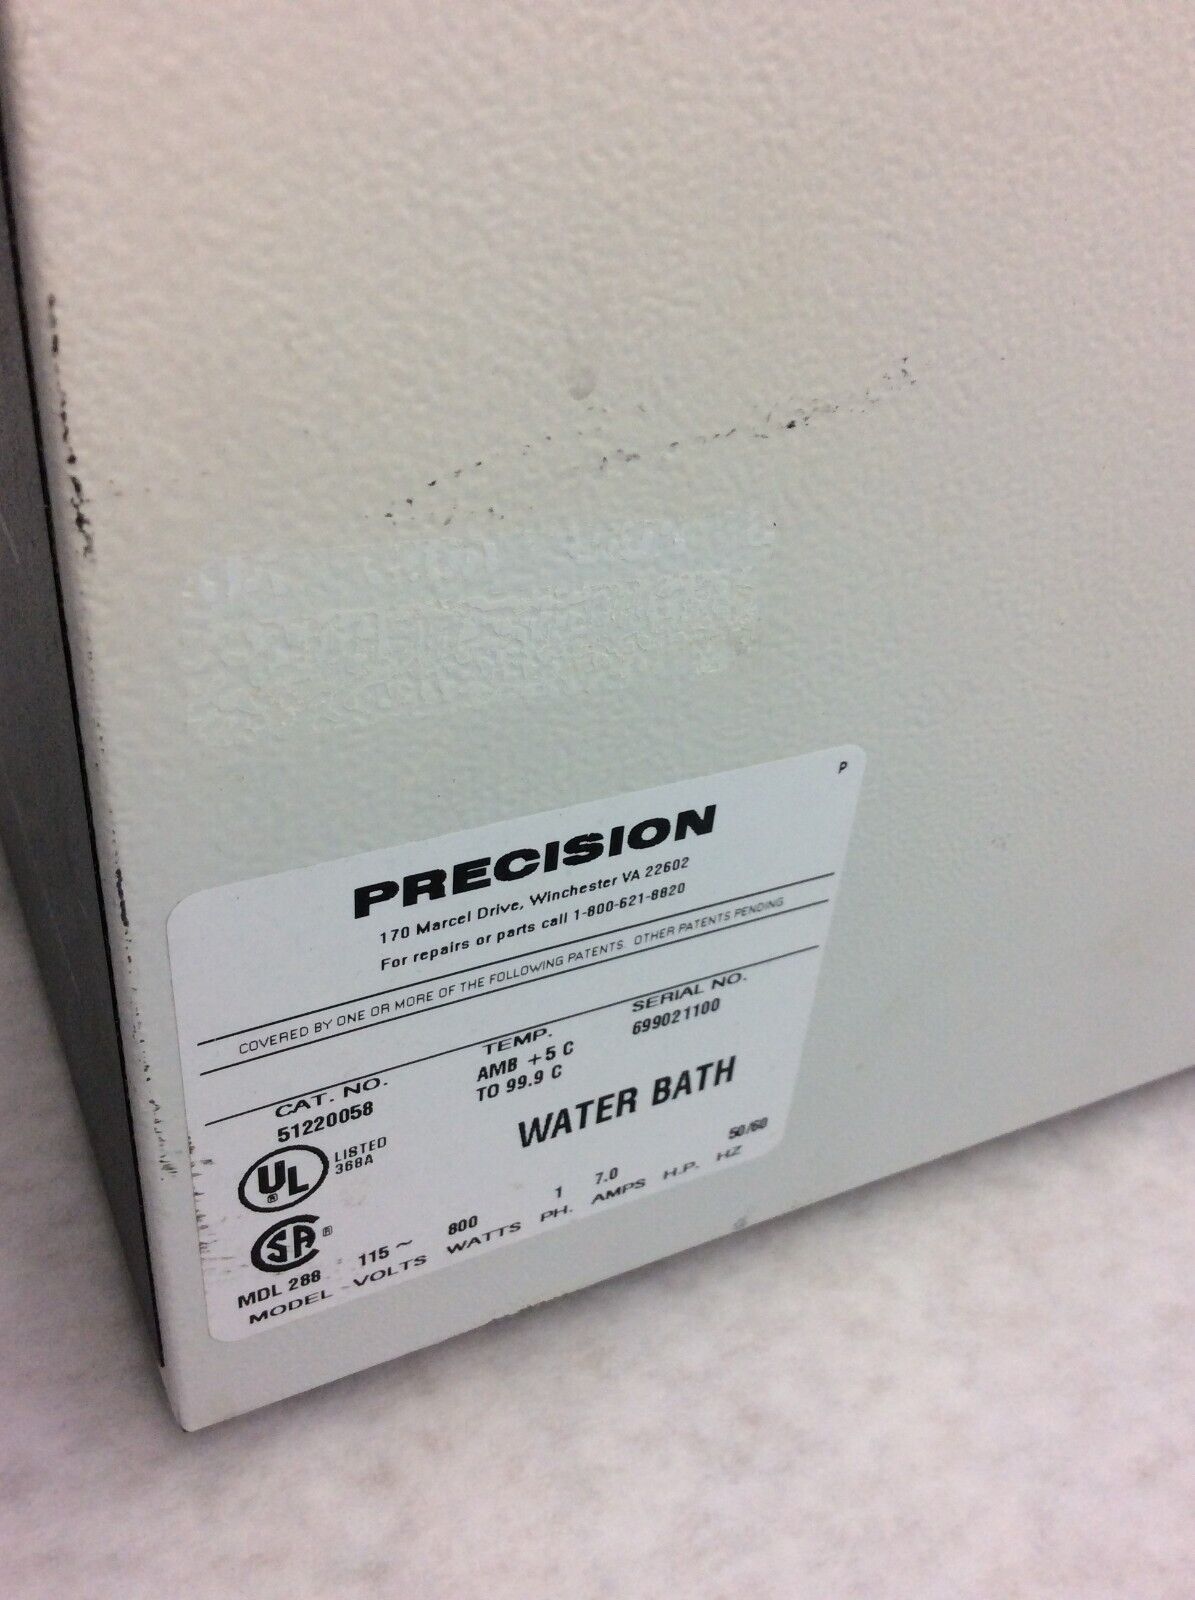 P
PRECISION
170 Marcel Drive, Winchester VA 22602
For repairs or parts call 1-800-621-8820
COVERED BY ONE OR MORE OF THE FOLLOWING PATENTS. OTHER PATENTS PENDING
CAT. NO. TEMP. SERIAL NO.
51220058 AMB +5 C 699021100
TO 99.9 C
UL ® LISTED
368A
WATER BATH
SA ®
MDL 288 115~ 800 1 7.0 50/60
MODEL VOLTS WATTS PH. AMPS H.P. HZ